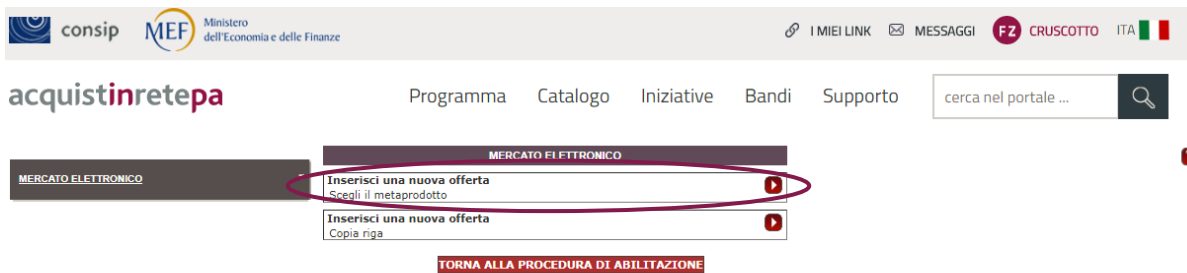 consip
MEF
Ministero
dell'Economia e delle Finanze
I MIEI LINK
MESSAGGI
FZ
CRUSCOTTO
ITA
acquistinretepa
Programma
Catalogo
Iniziative
Bandi
Supporto
cerca nel portale ...
MERCATO ELETTRONICO
MERCATO ELETTRONICO
Inserisci una nuova offerta
Scegli il metaprodotto
Inserisci una nuova offerta
Copia riga
TORNA ALLA PROCEDURA DI ABILITAZIONE